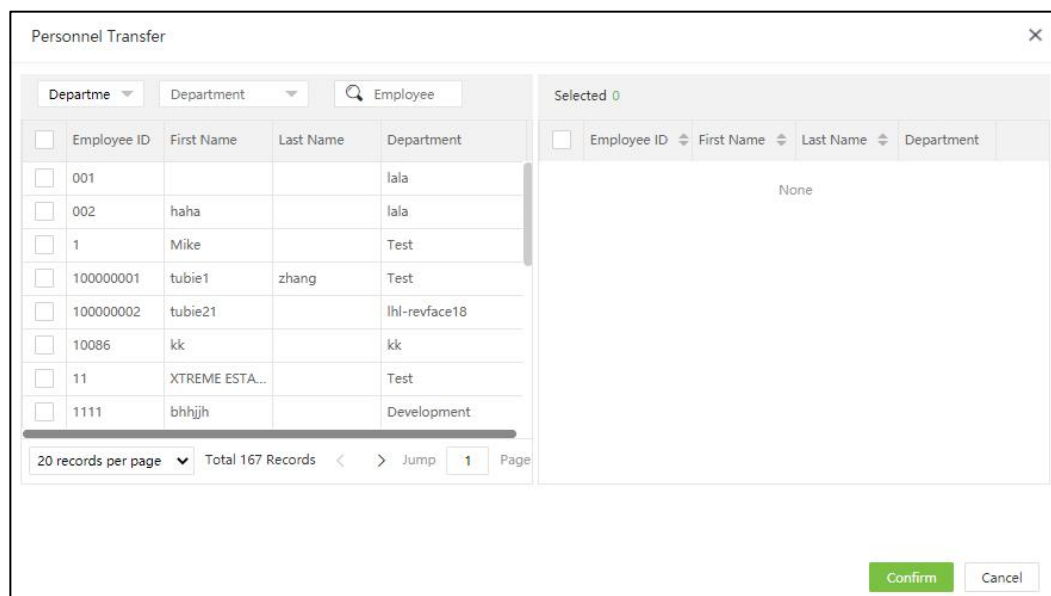 Personnel Transfer
Departme Department Employee
Employee ID First Name Last Name Department
001 lala
002 haha lala
1 Mike Test
100000001 tubie1 zhang Test
100000002 tubie21 lhl-revface18
10086 kk kk
11 XTREME ESTA... Test
1111 bhhjjh Development
20 records per page Total 167 Records < > Jump 1 Page
Selected 0
Employee ID First Name Last Name Department
None
Confirm Cancel